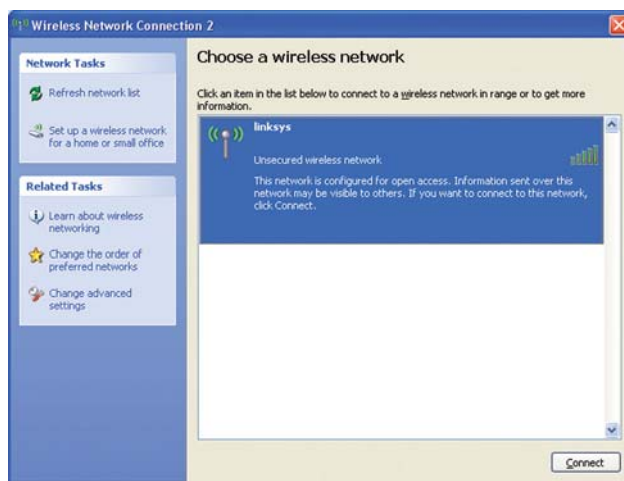 Wireless Network Connection 2
Network Tasks
Refresh network list
Set up a wireless network
for a home or small office
Related Tasks
Learn about wireless
networking
Change the order of
preferred networks
Change advanced
settings
Choose a wireless network
Click an item in the list below to connect to a wireless network in range or to get more
information.
linksys
Unsecured wireless network
This network is configured for open access. Information sent over this
network may be visible to others. If you want to connect to this network,
click Connect.
Connect